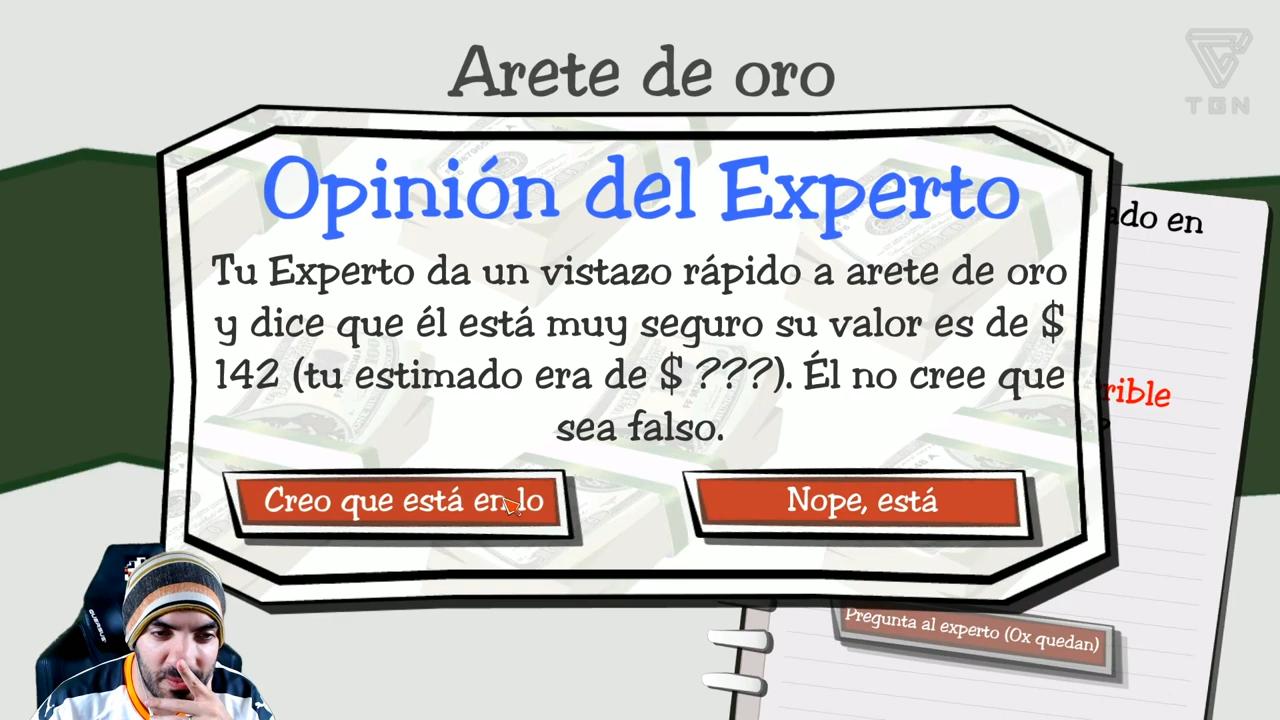 Arete de oro
TGN
Opinión del Experto
ado en
Tu Experto da un vistazo rápido a arete de oro
y dice que él está muy seguro su valor es de $
142 (tu estimado era de $ ???). Él no cree que
sea falso.
rible
?
Creo que está en lo
Nope, está
Pregunta al experto (0x quedan)